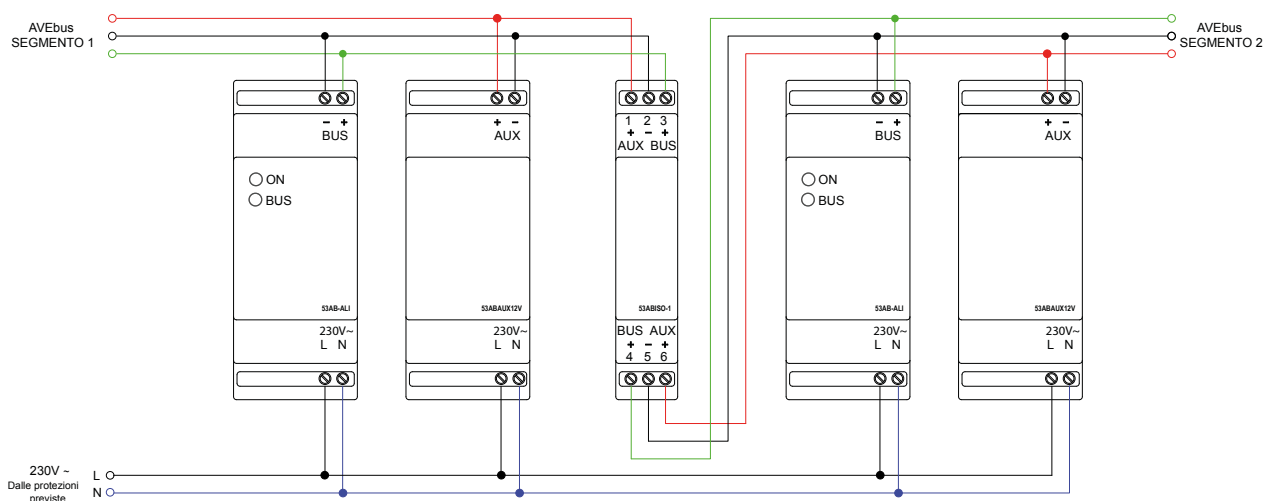 AVEbus
SEGMENTO 1
AVEbus
SEGMENTO 2
- +
BUS
ON
BUS
53AB-ALI
230V~
L N
+ -
AUX
53ABAUX12V
230V~
L N
1 2 3
+ - +
AUX BUS
53ABISO-1
BUS AUX
+ - +
4 5 6
- +
BUS
ON
BUS
53AB-ALI
230V~
L N
+ -
AUX
53ABAUX12V
230V~
L N
230V ~
Dalle protezioni
previste
L
N